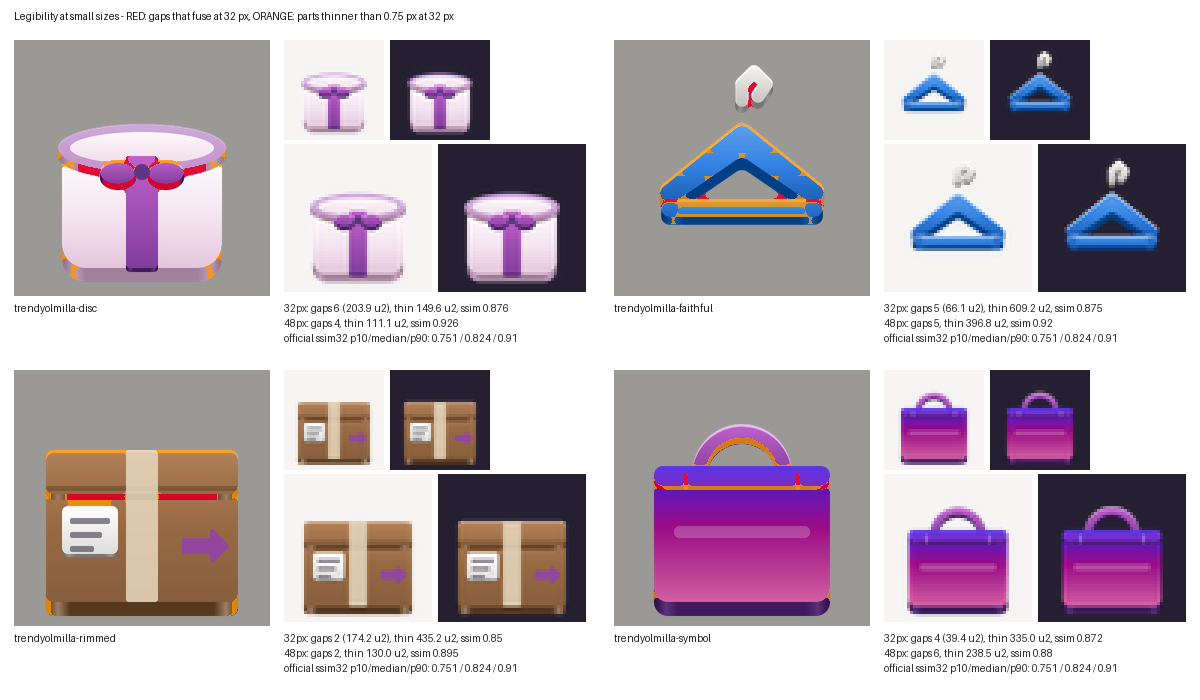 Legibility at small sizes - RED: gaps that fuse at 32 px, ORANGE: parts thinner than 0.75 px at 32 px
trendyolmilla-disc
32px: gaps 6 (203.9 u2), thin 149.6 u2, ssim 0.876
48px: gaps 4, thin 111.1 u2, ssim 0.926
official ssim32 p10/median/p90: 0.751 / 0.824 / 0.91
trendyolmilla-faithful
32px: gaps 5 (66.1 u2), thin 609.2 u2, ssim 0.875
48px: gaps 5, thin 396.8 u2, ssim 0.92
official ssim32 p10/median/p90: 0.751 / 0.824 / 0.91
trendyolmilla-rimmed
32px: gaps 2 (174.2 u2), thin 435.2 u2, ssim 0.85
48px: gaps 2, thin 130.0 u2, ssim 0.895
official ssim32 p10/median/p90: 0.751 / 0.824 / 0.91
trendyolmilla-symbol
32px: gaps 4 (39.4 u2), thin 335.0 u2, ssim 0.872
48px: gaps 6, thin 238.5 u2, ssim 0.88
official ssim32 p10/median/p90: 0.751 / 0.824 / 0.91